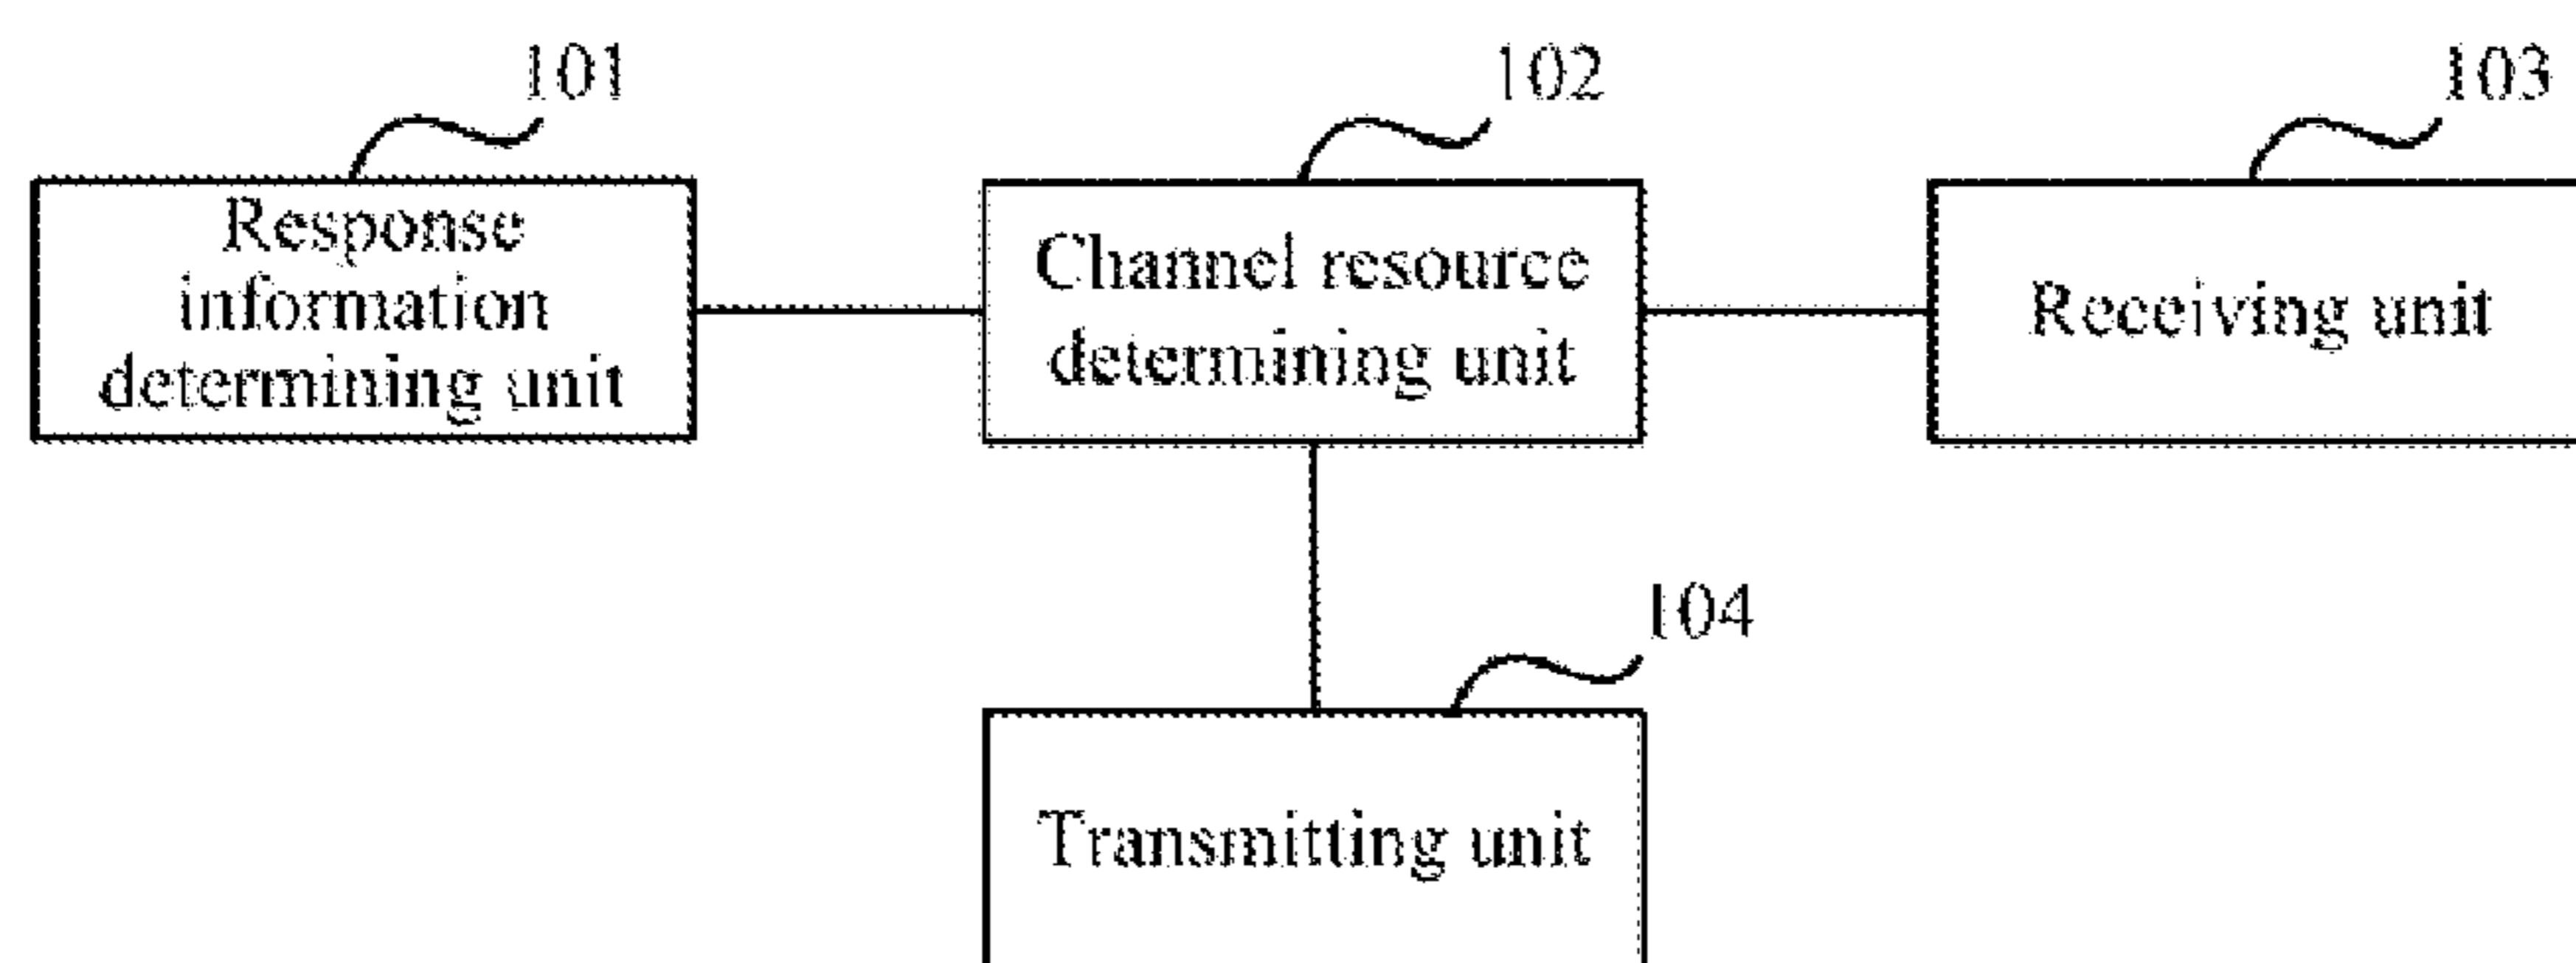 101
102
103
Response
information
determining unit
Channel resource
determining unit
Receiving unit
104
Transmitting unit